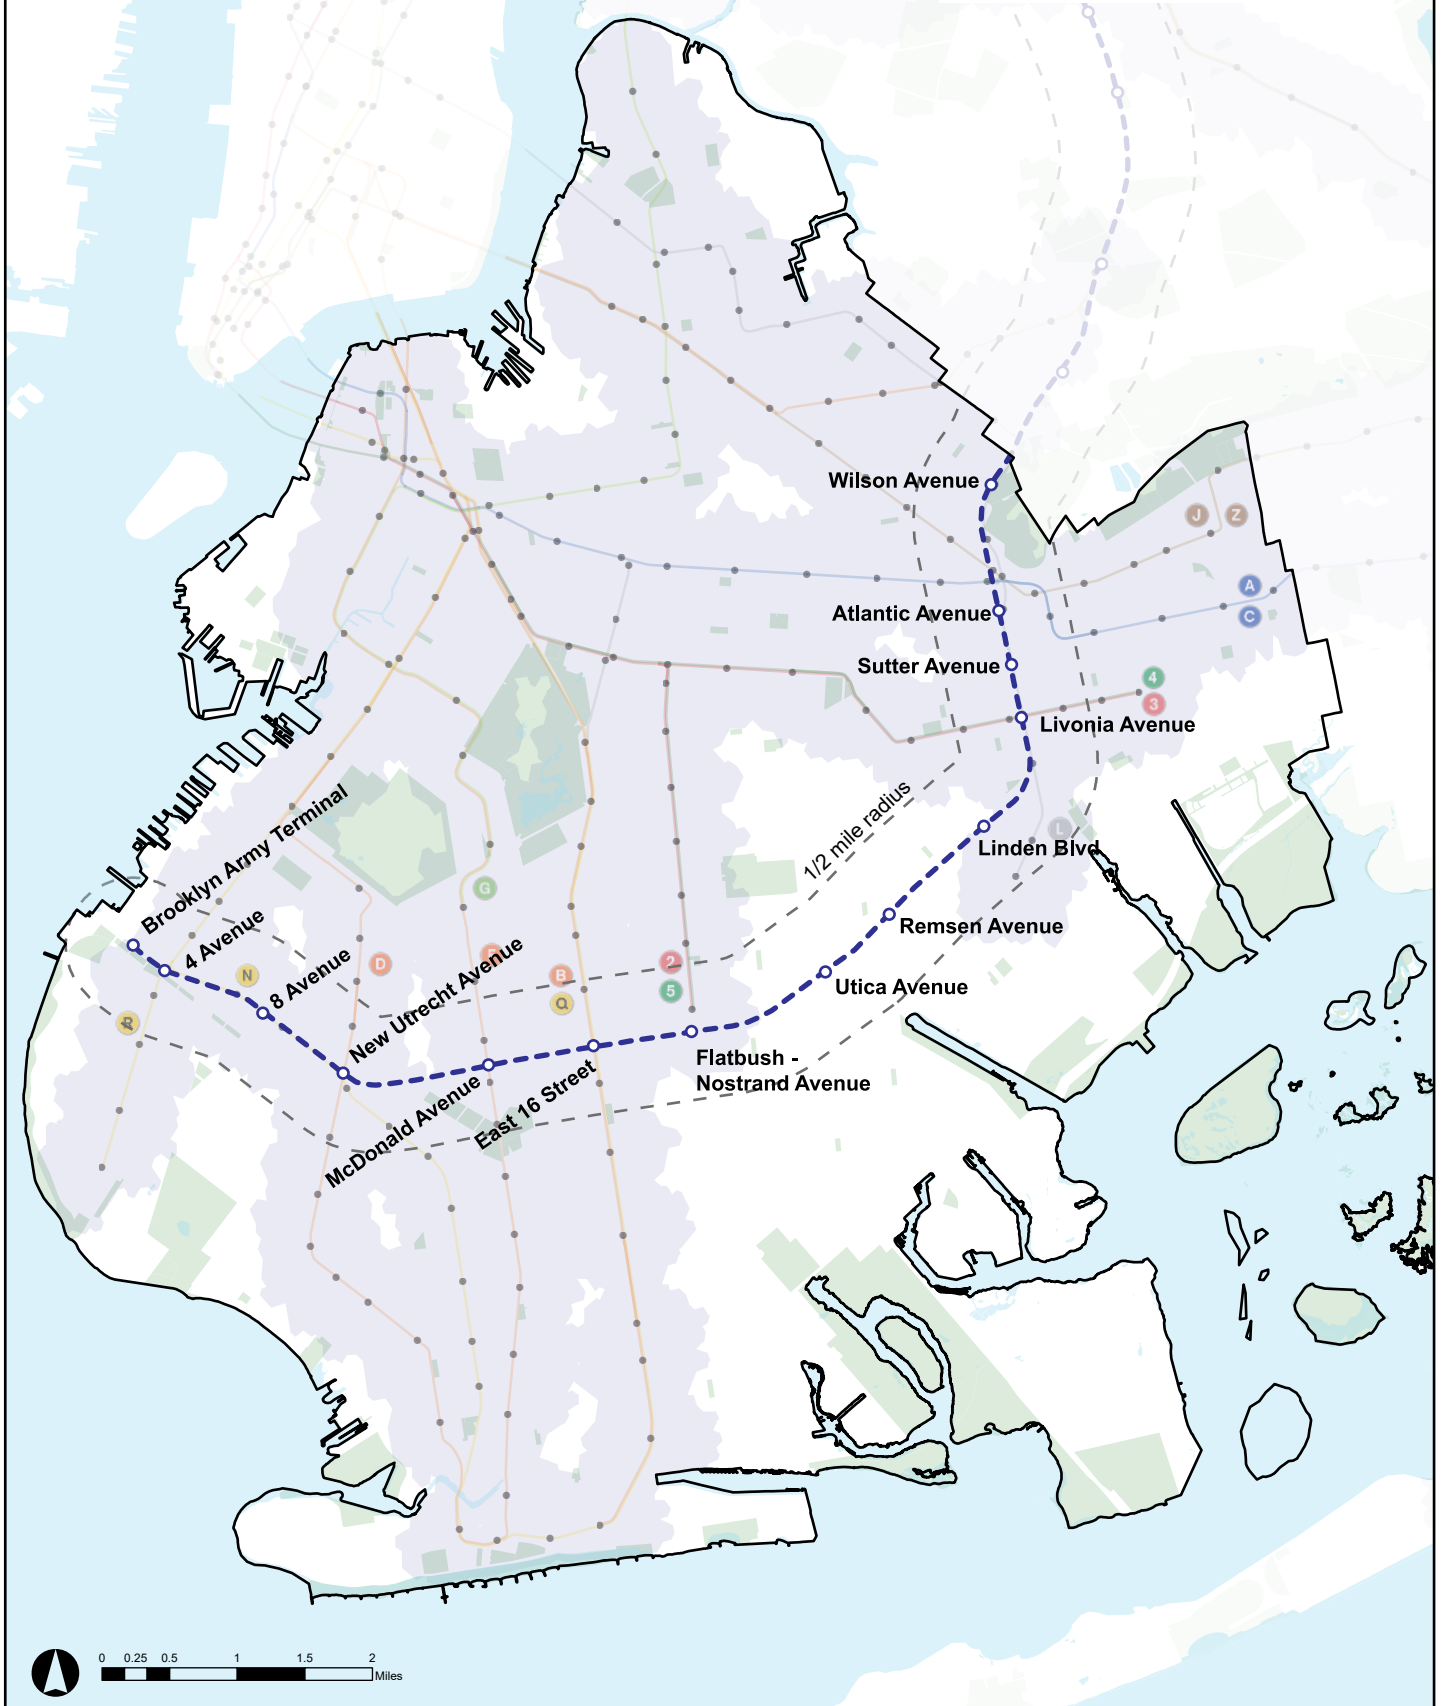 Wilson Avenue
J
Z
A
C
Atlantic Avenue
Sutter Avenue
4
3
Livonia Avenue
Brooklyn Army Terminal
1/2 mile radius
L
Linden Blvd
G
4 Avenue
Remsen Avenue
N
8 Avenue
D
F
New Utrecht Avenue
B
Q
2
5
Utica Avenue
R
Flatbush -
Nostrand Avenue
McDonald Avenue
East 16 Street
0 0.25 0.5 1 1.5 2
Miles